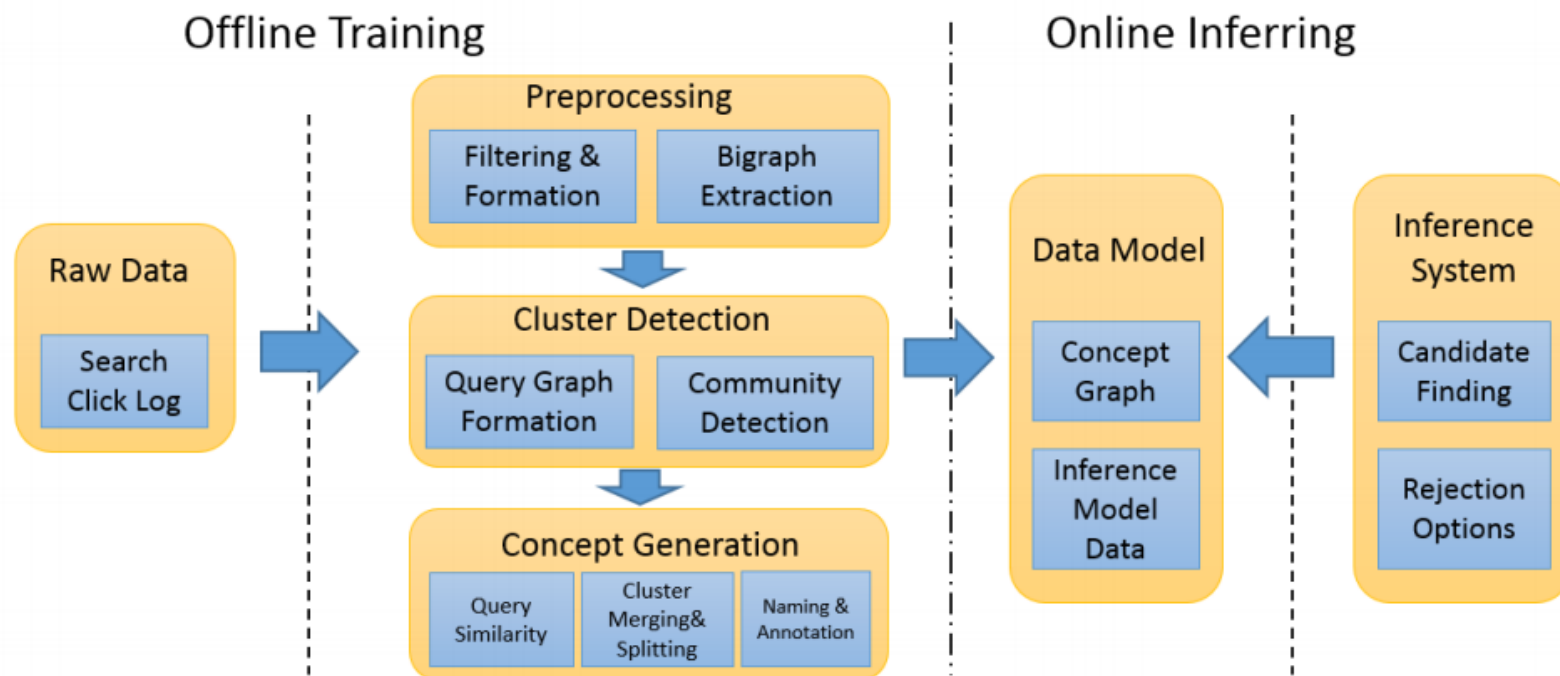 Offline Training
Online Inferring
Raw Data
Search
Click Log
Preprocessing
Filtering &
Formation
Bigraph
Extraction
Cluster Detection
Query Graph
Formation
Community
Detection
Concept Generation
Query
Similarity
Cluster
Merging&
Splitting
Naming &
Annotation
Data Model
Concept
Graph
Inference
Model
Data
Inference
System
Candidate
Finding
Rejection
Options